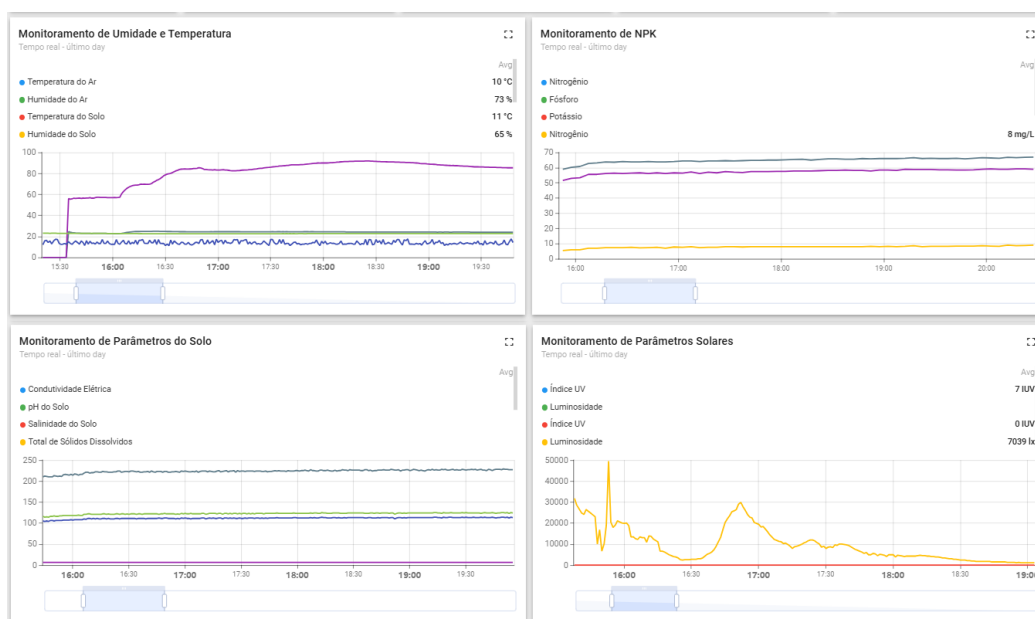 Monitoramento de Umidade e Temperatura
Tempo real - último day
Avg
Temperatura do Ar 10 °C
Humidade do Ar 73 %
Temperatura do Solo 11 °C
Humidade do Solo 65 %
100
80
60
40
20
0
15:30 16:00 16:30 17:00 17:30 18:00 18:30 19:00 19:30
Monitoramento de NPK
Tempo real - último day
Avg
Nitrogênio
Fósforo
Potássio
Nitrogênio 8 mg/L
70
60
50
40
30
20
10
0
16:00 17:00 18:00 19:00 20:00
Monitoramento de Parâmetros do Solo
Tempo real - último day
Avg
Condutividade Elétrica
pH do Solo
Salinidade do Solo
Total de Sólidos Dissolvidos
250
200
150
100
50
0
16:00 16:30 17:00 17:30 18:00 18:30 19:00 19:30
Monitoramento de Parâmetros Solares
Tempo real - último day
Avg
Índice UV 7 IUV
Luminosidade
Índice UV 0 IUV
Luminosidade 7039 lx
50000
40000
30000
20000
10000
0
16:00 16:30 17:00 17:30 18:00 18:30 19:00